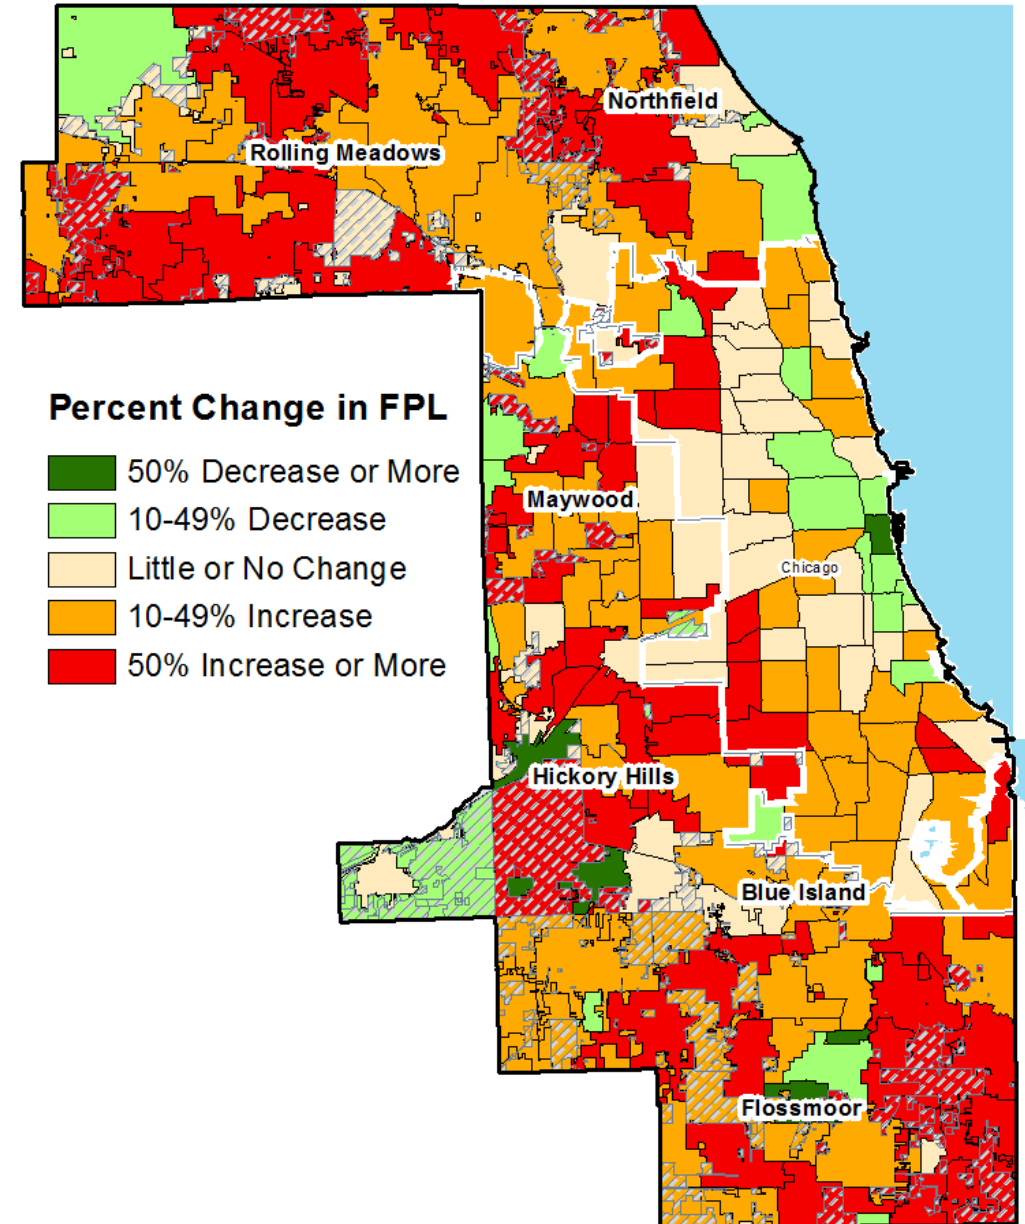 Northfield
Rolling Meadows
Percent Change in FPL
50% Decrease or More
10-49% Decrease
Little or No Change
10-49% Increase
50% Increase or More
Maywood
Chicago
Hickory Hills
Blue Island
Flossmoor